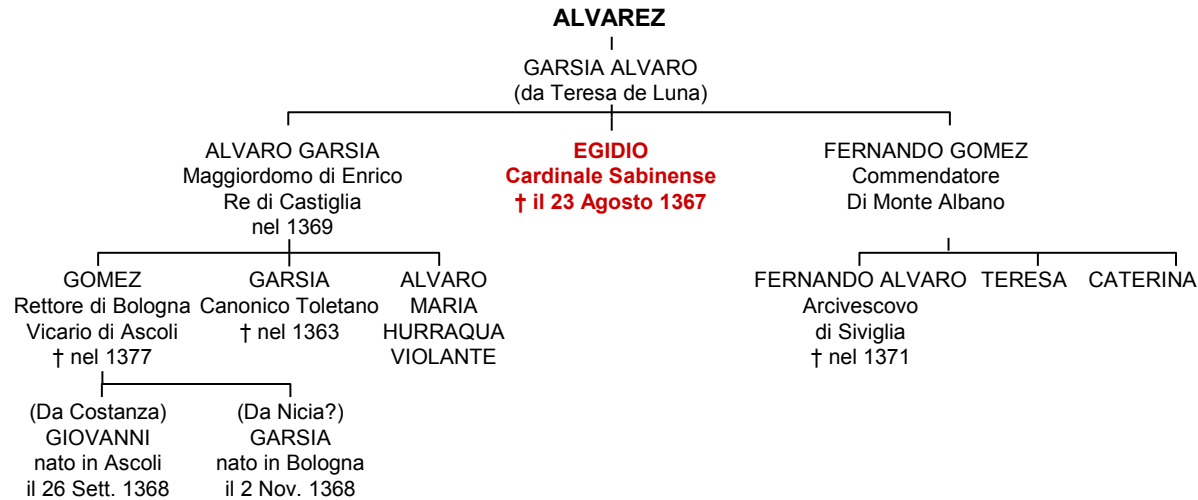 ALVAREZ
GARSIA ALVARO
(da Teresa de Luna)
ALVARO GARSIA
Maggiordomo di Enrico
Re di Castiglia
nel 1369
EGIDIO
Cardinale Sabinense
† il 23 Agosto 1367
FERNANDO GOMEZ
Commendatore
Di Monte Albano
GOMEZ
Rettore di Bologna
Vicario di Ascoli
† nel 1377
GARSIA
Canonico Toletano
† nel 1363
ALVARO
MARIA
HURRAQUA
VIOLANTE
FERNANDO ALVARO
Arcivescovo
di Siviglia
† nel 1371
TERESA
CATERINA
(Da Costanza)
GIOVANNI
nato in Ascoli
il 26 Sett. 1368
(Da Nicia?)
GARSIA
nato in Bologna
il 2 Nov. 1368